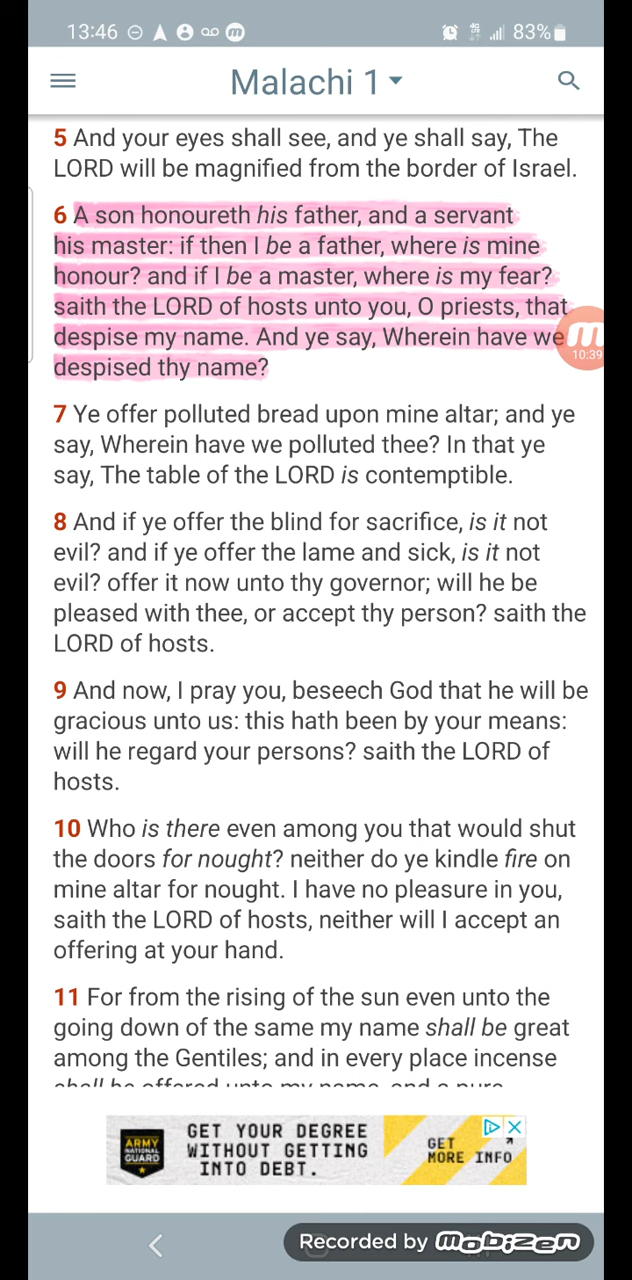 13:46
83%
Malachi 1
5 And your eyes shall see, and ye shall say, The
LORD will be magnified from the border of Israel.
6 A son honoureth his father, and a servant
his master: if then I be a father, where is mine
honour? and if I be a master, where is my fear?
saith the LORD of hosts unto you, O priests, that
despise my name. And ye say, Wherein have we
despised thy name?
m
10:39
7 Ye offer polluted bread upon mine altar; and ye
say, Wherein have we polluted thee? In that ye
say, The table of the LORD is contemptible.
8 And if ye offer the blind for sacrifice, is it not
evil? and if ye offer the lame and sick, is it not
evil? offer it now unto thy governor; will he be
pleased with thee, or accept thy person? saith the
LORD of hosts.
9 And now, I pray you, beseech God that he will be
gracious unto us: this hath been by your means:
will he regard your persons? saith the LORD of
hosts.
10 Who is there even among you that would shut
the doors for nought? neither do ye kindle fire on
mine altar for nought. I have no pleasure in you,
saith the LORD of hosts, neither will I accept an
offering at your hand.
11 For from the rising of the sun even unto the
going down of the same my name shall be great
among the Gentiles; and in every place incense
shall be offered unto my name, and a pure
ARMY
NATIONAL
GUARD
GET YOUR DEGREE
WITHOUT GETTING
INTO DEBT.
GET
MORE INFO
Recorded by mobizen